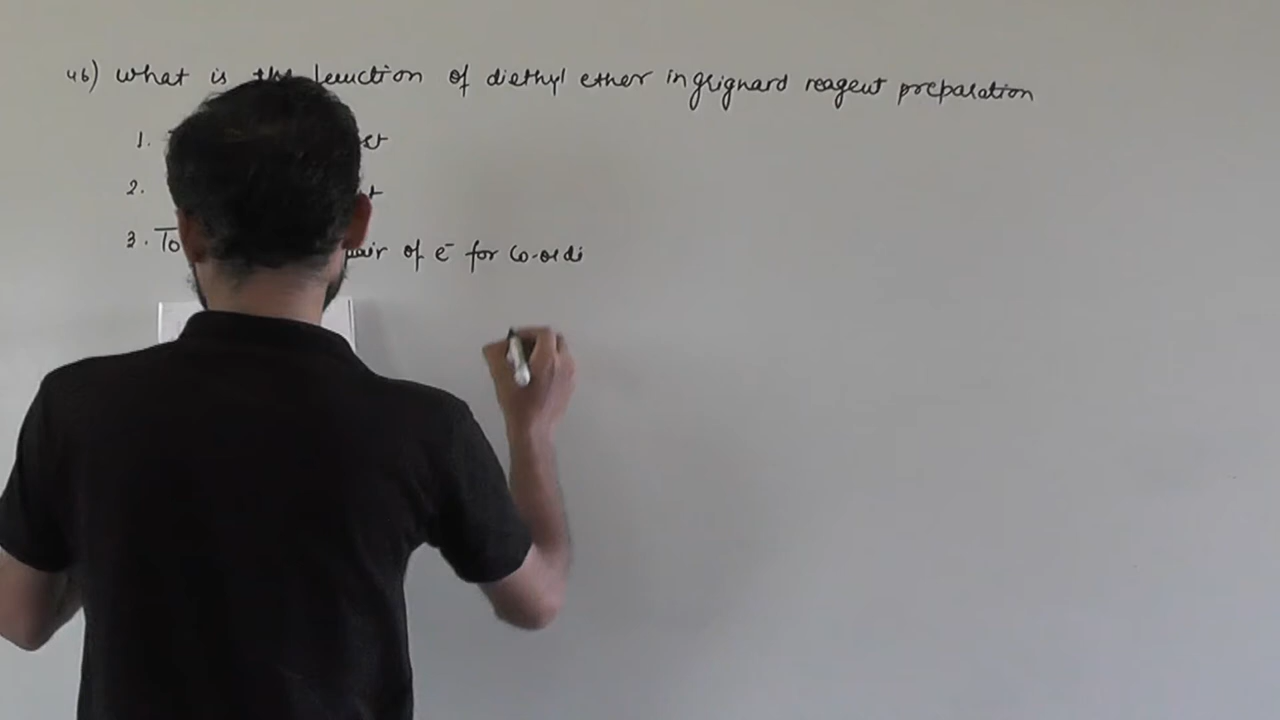 46) What is the function of diethyl ether in grignard reagent preparation
1.
2.
3. To pair of e⁻ for Co-ordi